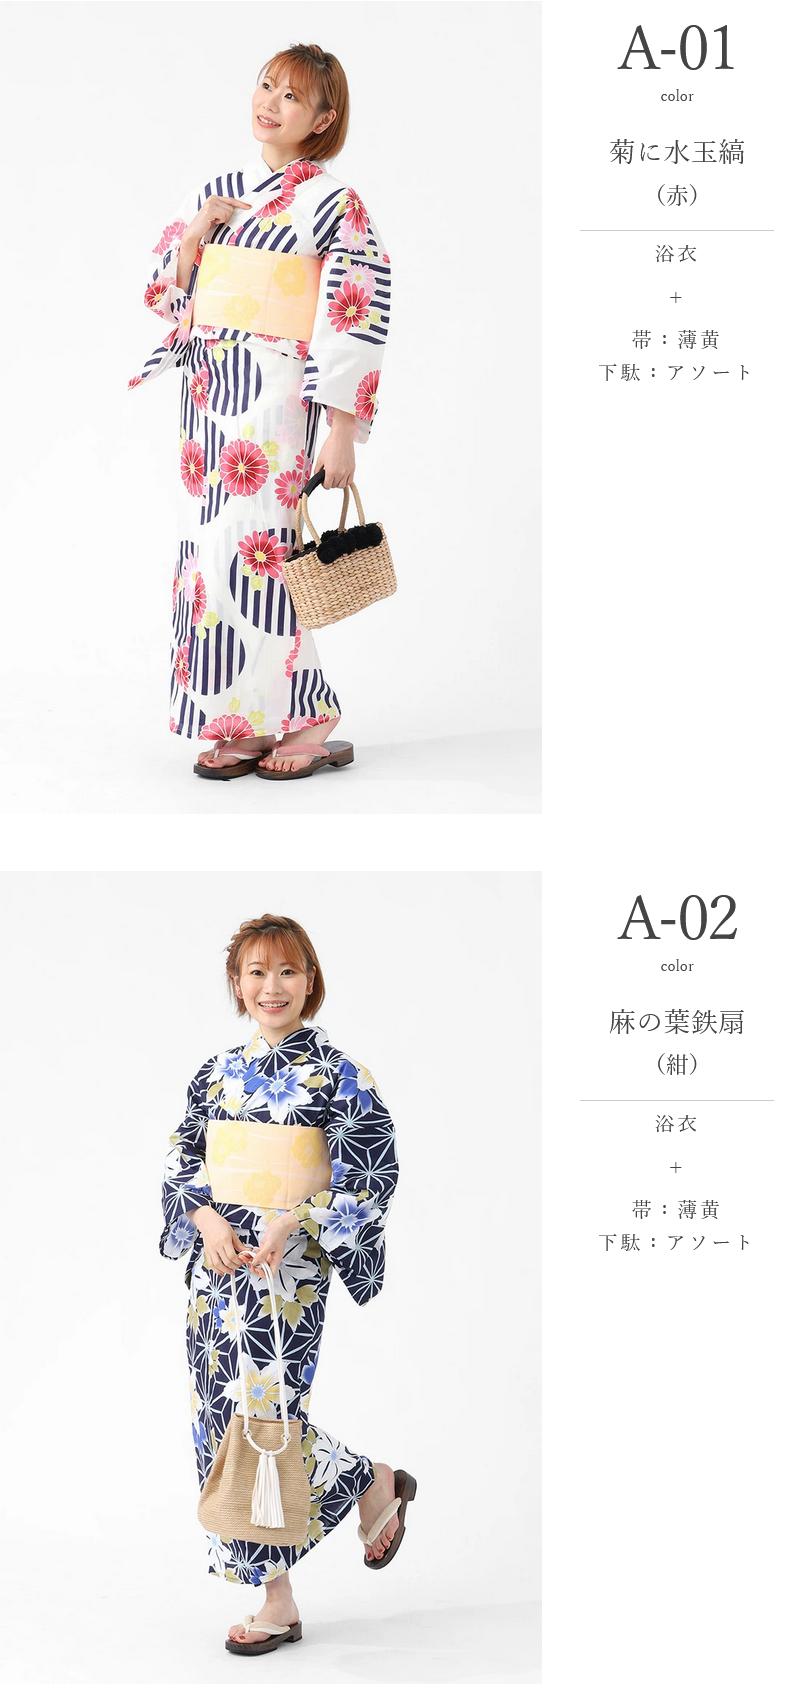 A-01
color
菊に水玉縞
（赤）
浴衣
+
帯：薄黄
下駄：アソート
A-02
color
麻の葉鉄扇
（紺）
浴衣
+
帯：薄黄
下駄：アソート